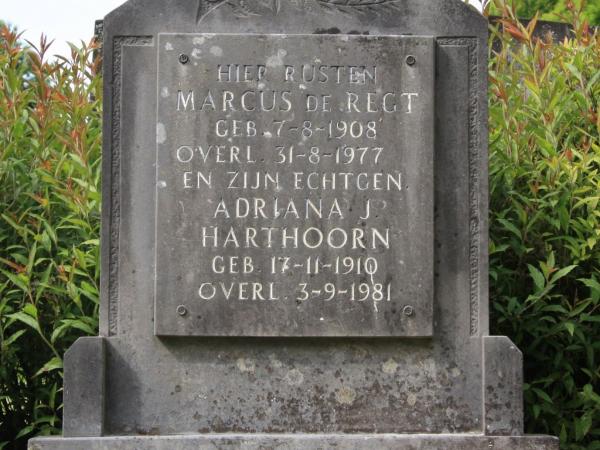 HIER RUSTEN
MARCUS DE REGT
GEB. 7-8-1908
OVERL. 31-8-1977
EN ZIJN ECHTGEN.
ADRIANA J.
HARTHOORN
GEB. 17-11-1910
OVERL. 3-9-1981